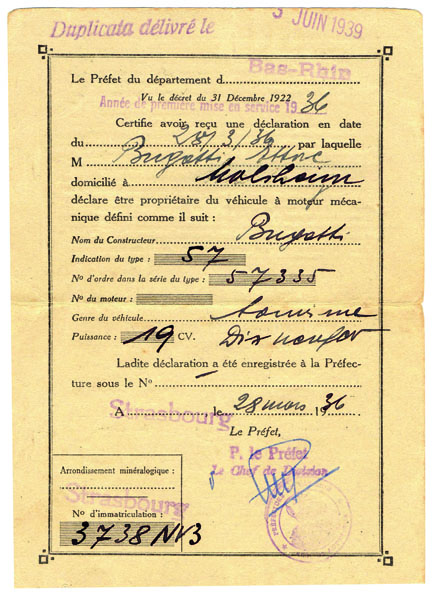 Duplicata délivré le 3 JUIN 1939
Le Préfet du département d
Bas-Rhin
Vu le décret du 31 Décembre 1922
Année de première mise en service 1936
Certifie avoir reçu une déclaration en date
du 28/3/36 par laquelle
M Bugatti Ettore
domicilié à Molsheim
déclare être propriétaire du véhicule à moteur méca-
nique défini comme il suit :
Nom du Constructeur Bugatti
Indication du type : 57
N° d'ordre dans la série du type : 57335
N° du moteur :
Genre du véhicule
Puissance : 19 CV. Dix neuf cv
Ladite déclaration a été enregistrée à la Préfec-
ture sous le N°
A Strasbourg, le 28 mars 1936
Le Préfet,
P. le Préfet
Le Chef de Division
Arrondissement minéralogique :
Strasbourg
N° d'immatriculation :
3738 NV3